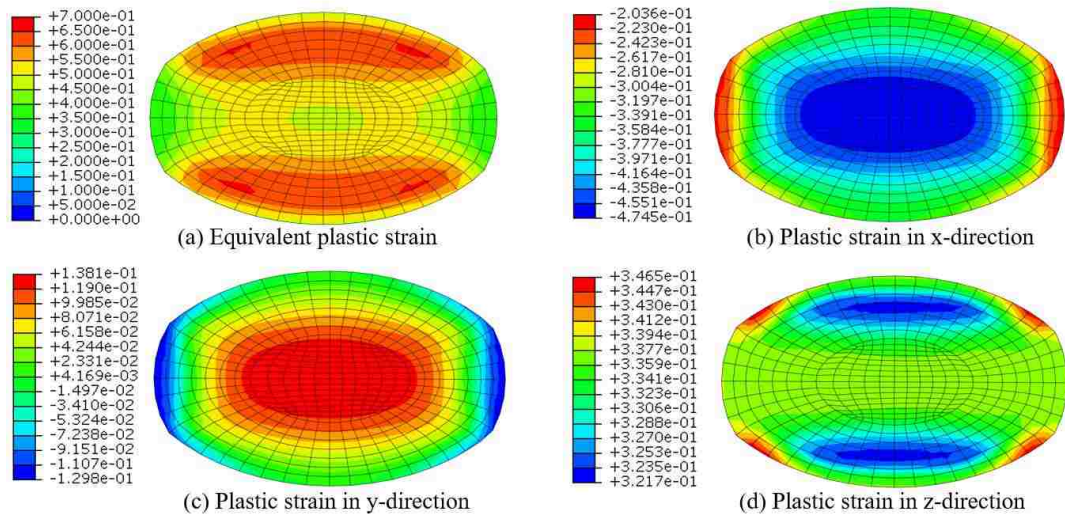 +7.000e-01
+6.500e-01
+6.000e-01
+5.500e-01
+5.000e-01
+4.500e-01
+4.000e-01
+3.500e-01
+3.000e-01
+2.500e-01
+2.000e-01
+1.500e-01
+1.000e-01
+5.000e-02
+0.000e+00
(a) Equivalent plastic strain
-2.036e-01
-2.230e-01
-2.423e-01
-2.617e-01
-2.810e-01
-3.004e-01
-3.197e-01
-3.391e-01
-3.584e-01
-3.777e-01
-3.971e-01
-4.164e-01
-4.358e-01
-4.551e-01
-4.745e-01
(b) Plastic strain in x-direction
+1.381e-01
+1.190e-01
+9.985e-02
+8.071e-02
+6.158e-02
+4.244e-02
+2.331e-02
+4.169e-03
-1.497e-02
-3.410e-02
-5.324e-02
-7.238e-02
-9.151e-02
-1.107e-01
-1.298e-01
(c) Plastic strain in y-direction
+3.465e-01
+3.447e-01
+3.430e-01
+3.412e-01
+3.394e-01
+3.377e-01
+3.359e-01
+3.341e-01
+3.323e-01
+3.306e-01
+3.288e-01
+3.270e-01
+3.253e-01
+3.235e-01
+3.217e-01
(d) Plastic strain in z-direction